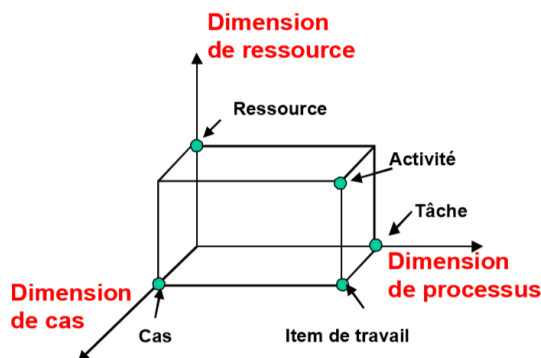 Dimension
de ressource
Ressource
Activité
Tâche
Dimension
de processus
Dimension
de cas
Cas
Item de travail